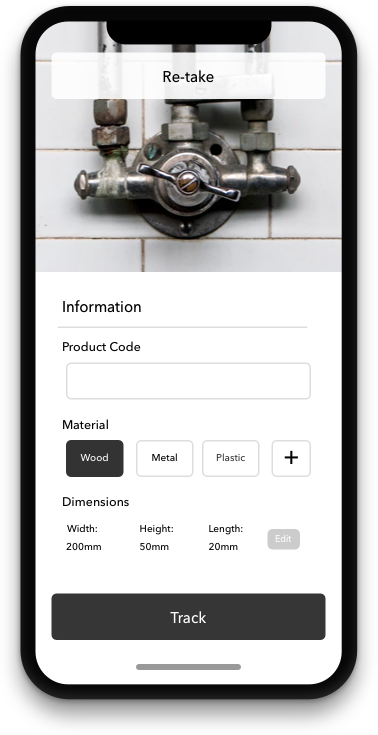 Re-take
Information
Product Code
Material
Wood Metal Plastic +
Dimensions
Width: Height: Length:
200mm 50mm 20mm Edit
Track